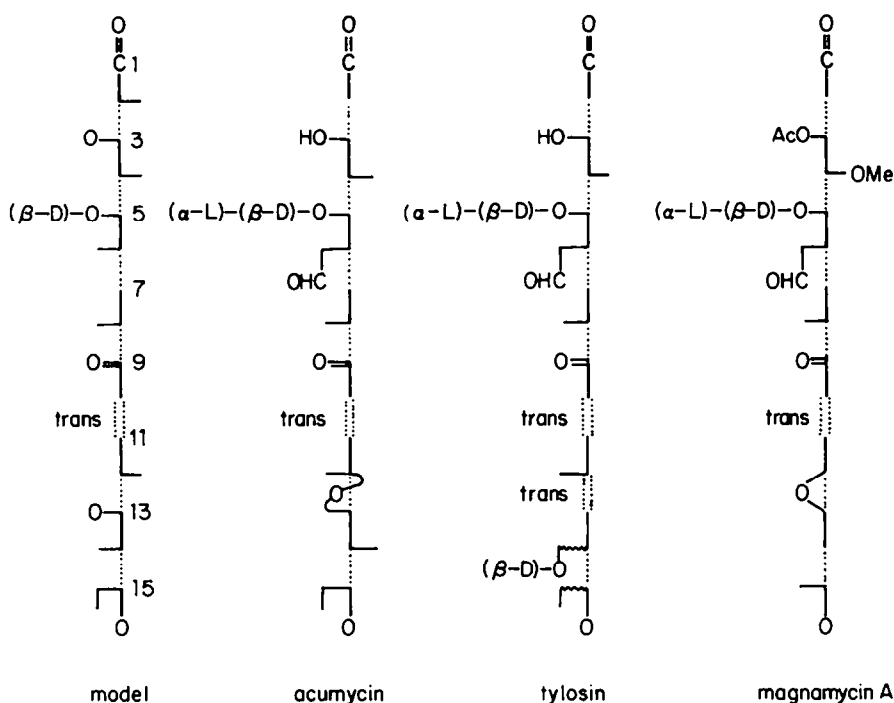 O O O O
C 1 C C C
O 3 HO HO AcO
OMe
(β-D)-O 5 (α-L)-(β-D)-O (α-L)-(β-D)-O (α-L)-(β-D)-O
7 OHC OHC OHC
O 9 O O O
trans 11 trans trans trans
O trans O
O 13
(β-D)-O
15
O O O O
model acumycin tylosin magnamycin A